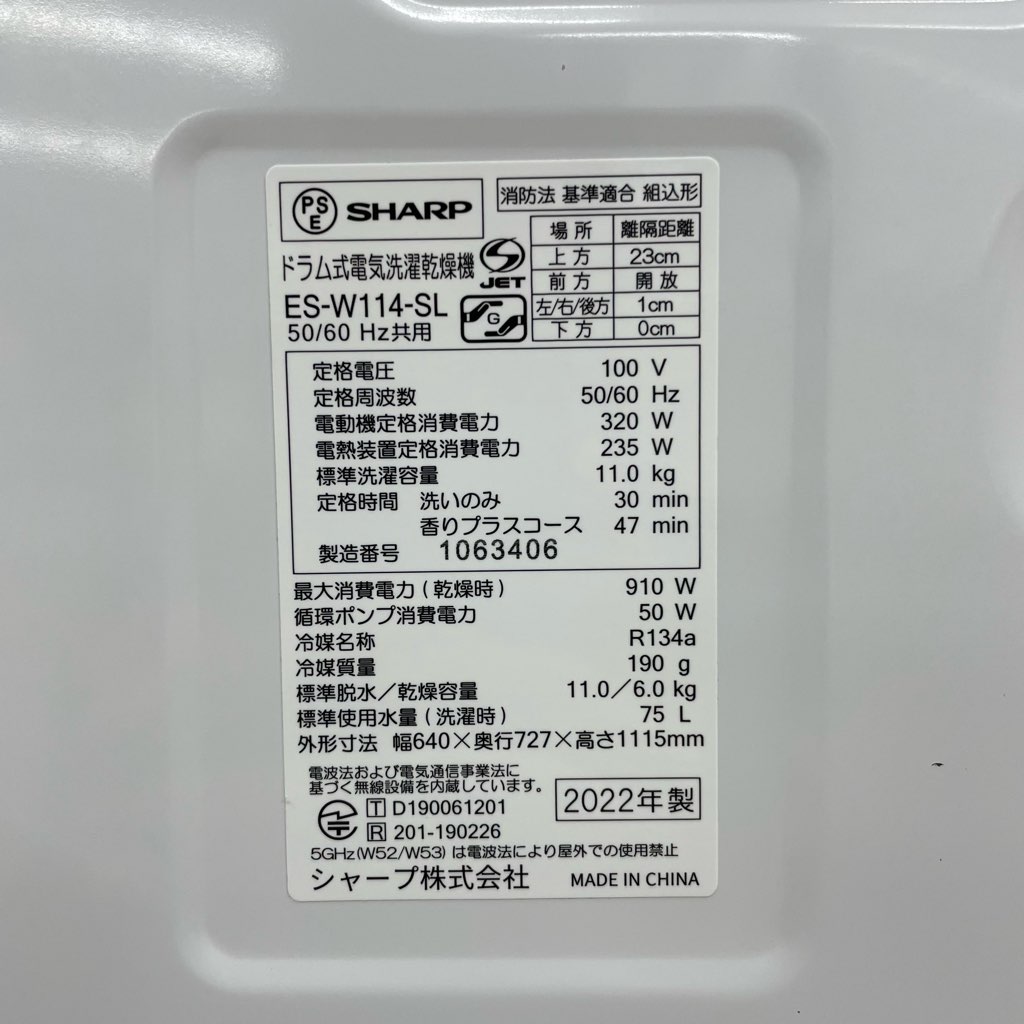 PSE SHARP
消防法 基準適合 組込形
場所 離隔距離
上方 23cm
前方 開放
左/右/後方 1cm
下方 0cm
ドラム式電気洗濯乾燥機
JET
ES-W114-SL
G
50/60 Hz共用
定格電圧 100 V
定格周波数 50/60 Hz
電動機定格消費電力 320 W
電熱装置定格消費電力 235 W
標準洗濯容量 11.0 kg
定格時間 洗いのみ 30 min
香りプラスコース 47 min
製造番号 1063406
最大消費電力(乾燥時) 910 W
循環ポンプ消費電力 50 W
冷媒名称 R134a
冷媒質量 190 g
標準脱水/乾燥容量 11.0/6.0 kg
標準使用水量(洗濯時) 75 L
外形寸法 幅640×奥行727×高さ1115mm
電波法および電気通信事業法に
基づく無線設備を内蔵しています。
T D190061201
R 201-190226
2022年製
5GHz(W52/W53)は電波法により屋外での使用禁止
シャープ株式会社 MADE IN CHINA